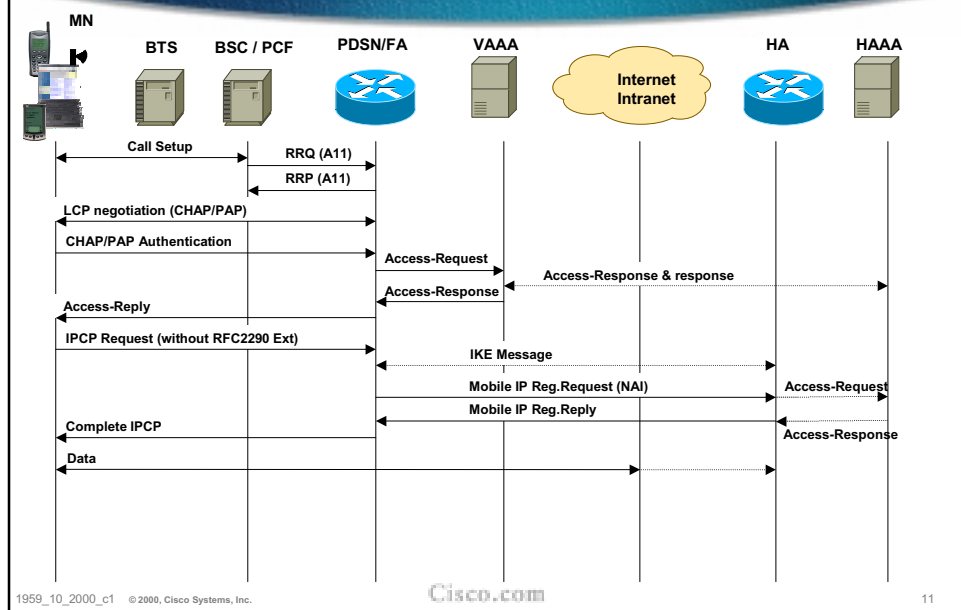 MN
BTS
BSC / PCF
PDSN/FA
VAAA
Internet
Intranet
HA
HAAA
Call Setup
RRQ (A11)
RRP (A11)
LCP negotiation (CHAP/PAP)
CHAP/PAP Authentication
Access-Request
Access-Response & response
Access-Response
Access-Reply
IPCP Request (without RFC2290 Ext)
IKE Message
Mobile IP Reg.Request (NAI)
Access-Request
Mobile IP Reg.Reply
Complete IPCP
Access-Response
Data
1959_10_2000_c1 © 2000, Cisco Systems, Inc.
Cisco.com
11